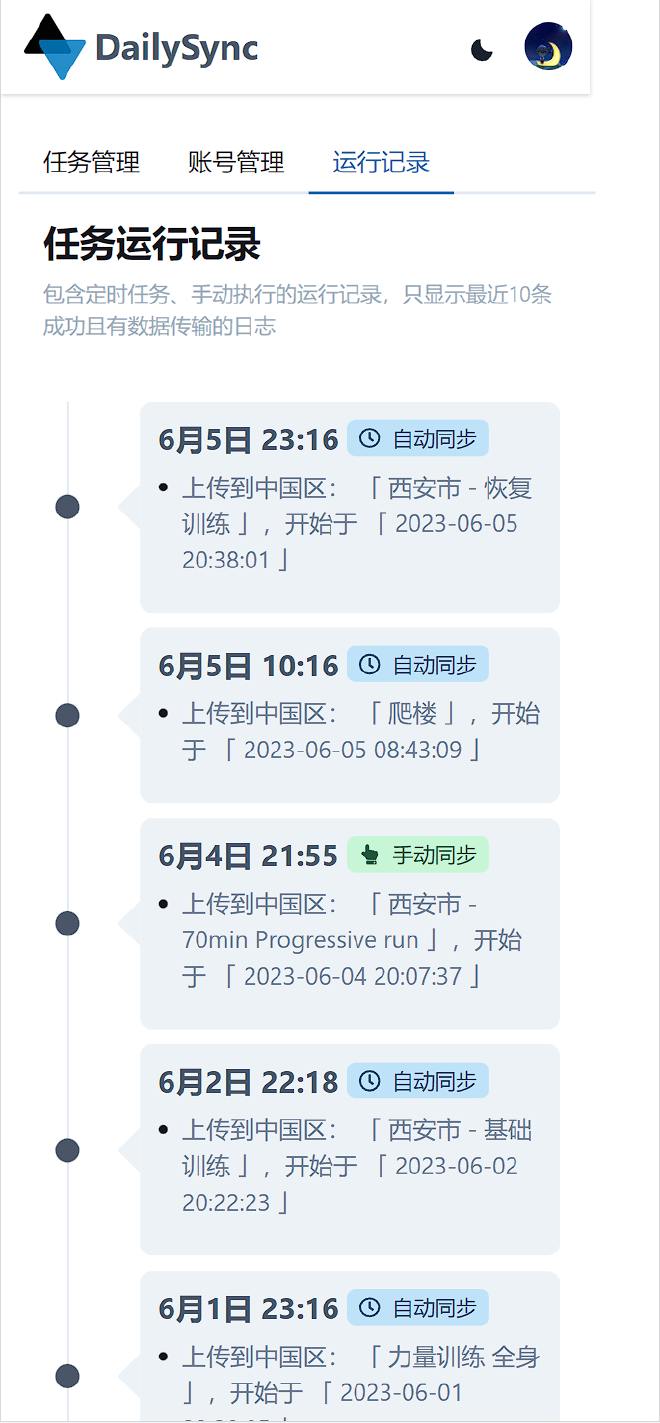 DailySync
任务管理 账号管理 运行记录
任务运行记录
包含定时任务、手动执行的运行记录，只显示最近10条
成功且有数据传输的日志
6月5日 23:16 自动同步
• 上传到中国区： 「 西安市 - 恢复
训练 」 ，开始于 「 2023-06-05
20:38:01 」
6月5日 10:16 自动同步
• 上传到中国区： 「 爬楼 」 ，开始
于 「 2023-06-05 08:43:09 」
6月4日 21:55 手动同步
• 上传到中国区： 「 西安市 -
70min Progressive run 」 ，开始
于 「 2023-06-04 20:07:37 」
6月2日 22:18 自动同步
• 上传到中国区： 「 西安市 - 基础
训练 」 ，开始于 「 2023-06-02
20:22:23 」
6月1日 23:16 自动同步
• 上传到中国区： 「 力量训练 全身
」 ，开始于 「 2023-06-01